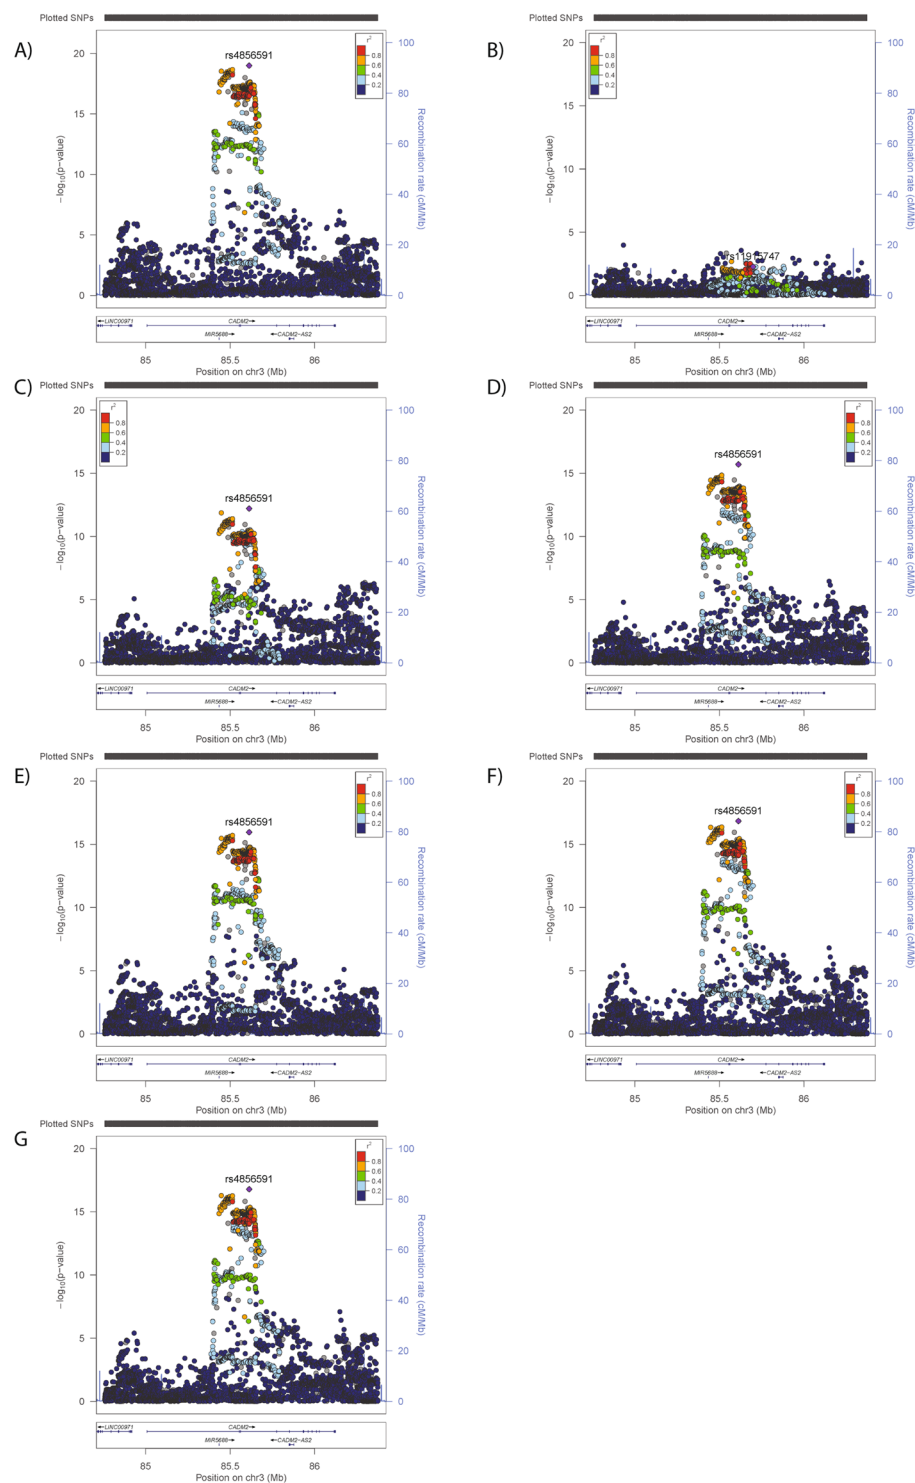 Plotted SNPs
A)
rs4856591
r2
0.8
0.6
0.4
0.2
20
15
10
5
0
−log10(p−value)
100
80
60
40
20
0
Recombination rate (cM/Mb)
LINC00971
CADM2
MIR5688
CADM2−AS2
85
85.5
86
Position on chr3 (Mb)
Plotted SNPs
B)
r2
0.8
0.6
0.4
0.2
rs11915747
20
15
10
5
0
−log10(p−value)
100
80
60
40
20
0
Recombination rate (cM/Mb)
LINC00971
CADM2
MIR5688
CADM2−AS2
85
85.5
86
Position on chr3 (Mb)
Plotted SNPs
C)
r2
0.8
0.6
0.4
0.2
rs4856591
20
15
10
5
0
−log10(p−value)
100
80
60
40
20
0
Recombination rate (cM/Mb)
LINC00971
CADM2
MIR5688
CADM2−AS2
85
85.5
86
Position on chr3 (Mb)
Plotted SNPs
D)
r2
0.8
0.6
0.4
0.2
rs4856591
20
15
10
5
0
−log10(p−value)
100
80
60
40
20
0
Recombination rate (cM/Mb)
LINC00971
CADM2
MIR5688
CADM2−AS2
85
85.5
86
Position on chr3 (Mb)
Plotted SNPs
E)
r2
0.8
0.6
0.4
0.2
rs4856591
20
15
10
5
0
−log10(p−value)
100
80
60
40
20
0
Recombination rate (cM/Mb)
LINC00971
CADM2
MIR5688
CADM2−AS2
85
85.5
86
Position on chr3 (Mb)
Plotted SNPs
F)
r2
0.8
0.6
0.4
0.2
rs4856591
20
15
10
5
0
−log10(p−value)
100
80
60
40
20
0
Recombination rate (cM/Mb)
LINC00971
CADM2
MIR5688
CADM2−AS2
85
85.5
86
Position on chr3 (Mb)
Plotted SNPs
G
r2
0.8
0.6
0.4
0.2
rs4856591
20
15
10
5
0
−log10(p−value)
100
80
60
40
20
0
Recombination rate (cM/Mb)
LINC00971
CADM2
MIR5688
CADM2−AS2
85
85.5
86
Position on chr3 (Mb)